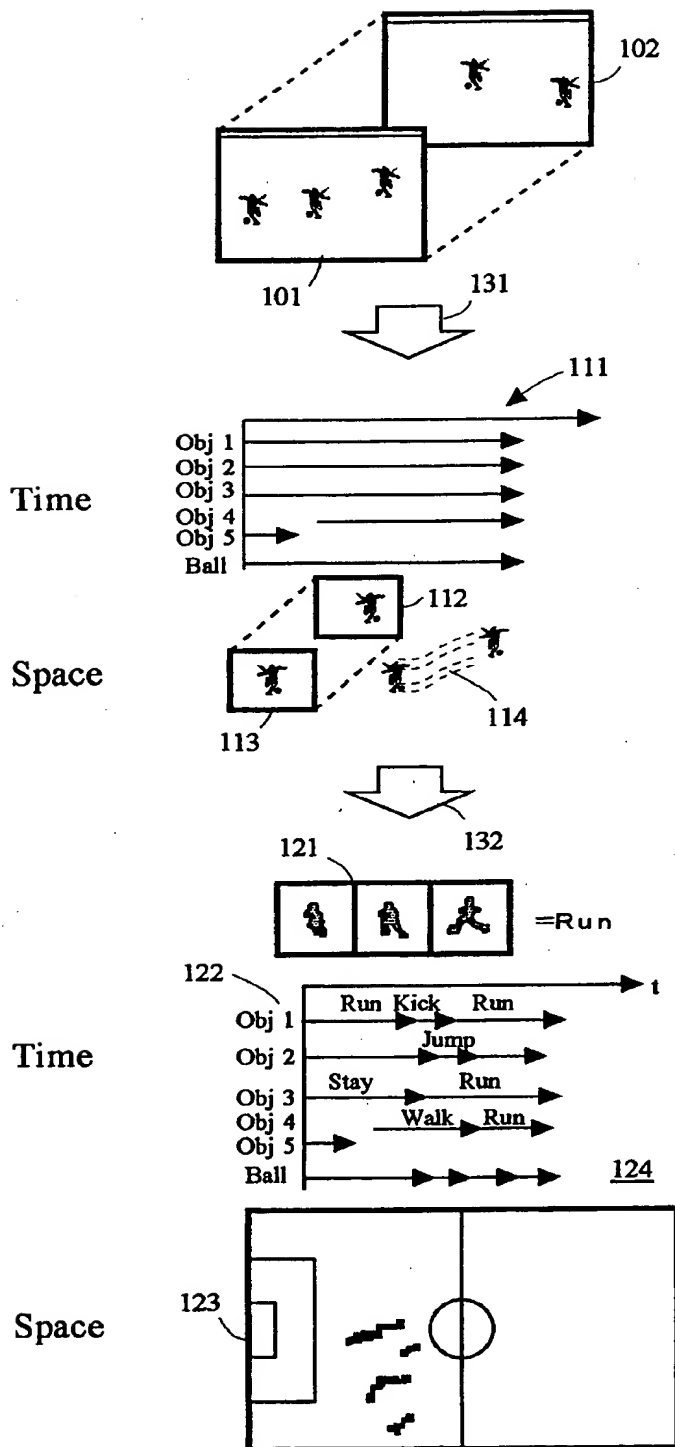 102
101
131
111
Time
Obj 1
Obj 2
Obj 3
Obj 4
Obj 5
Ball
Space
112
113
114
132
121
=Run
122
t
Time
Obj 1 Run Kick Run
Obj 2 Jump
Obj 3 Stay Run
Obj 4 Walk Run
Obj 5
Ball
124
Space
123